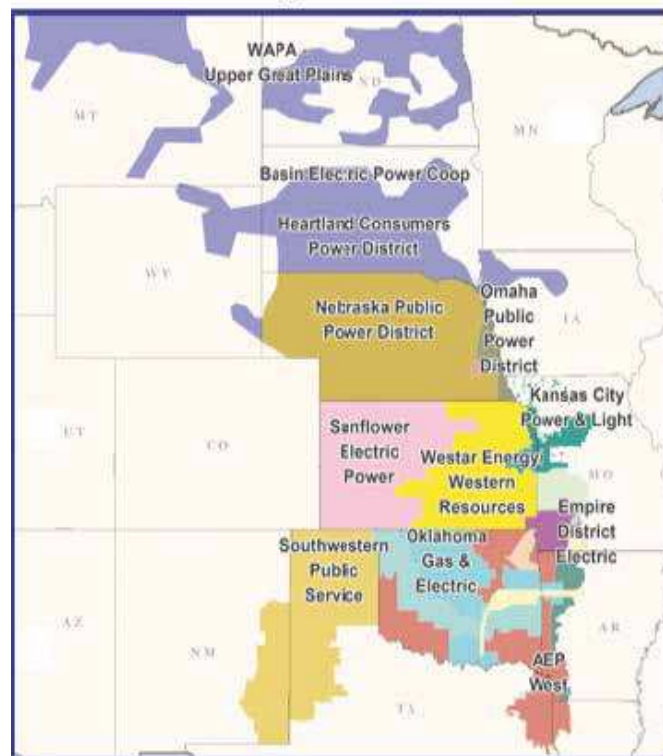 WAPA
Upper Great Plains
ND
MT
MN
Basin Electric Power Coop
Heartland Consumers
Power District
WY
Nebraska Public
Power District
Omaha
Public
Power
District
IA
Kansas City
Power & Light
UT
CO
Sanflower
Electric
Power
Westar Energy/
Western
Resources
MO
Empire
District
Electric
Southwestern
Public
Service
Oklahoma
Gas &
Electric
AZ
NM
AR
AEP
West
TX